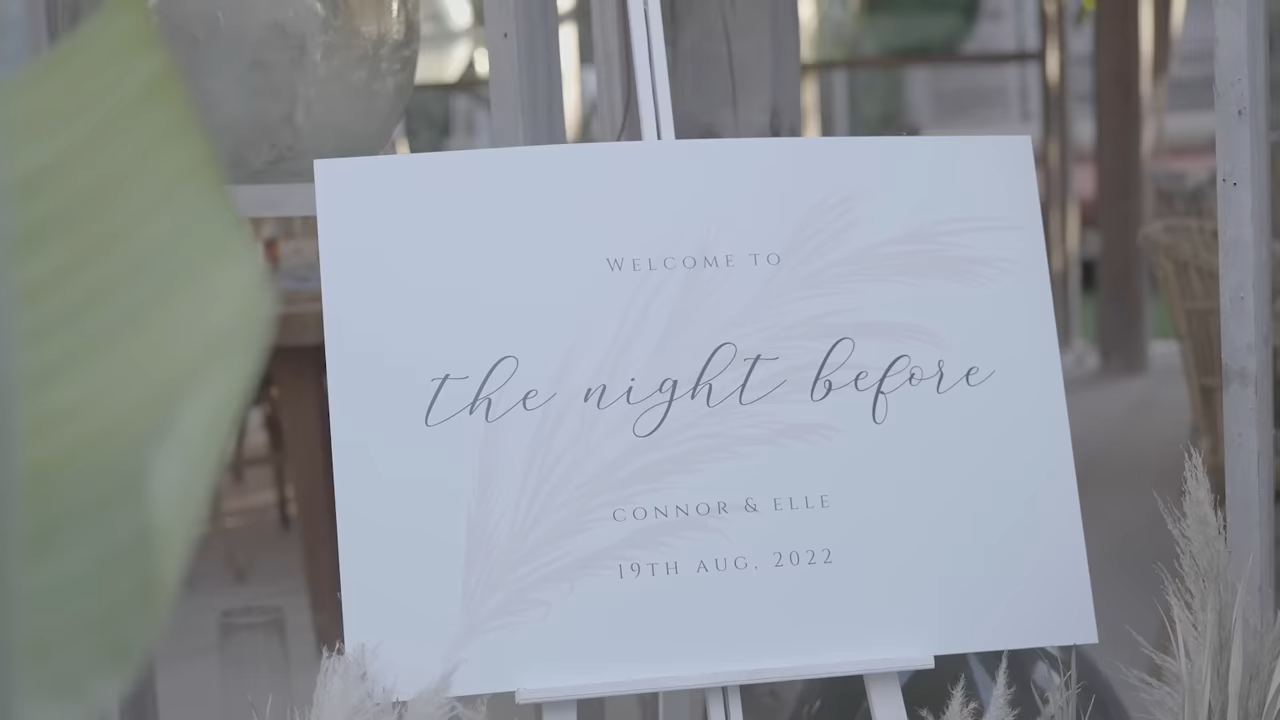 WELCOME TO
the night before
CONNOR & ELLE
19TH AUG, 2022